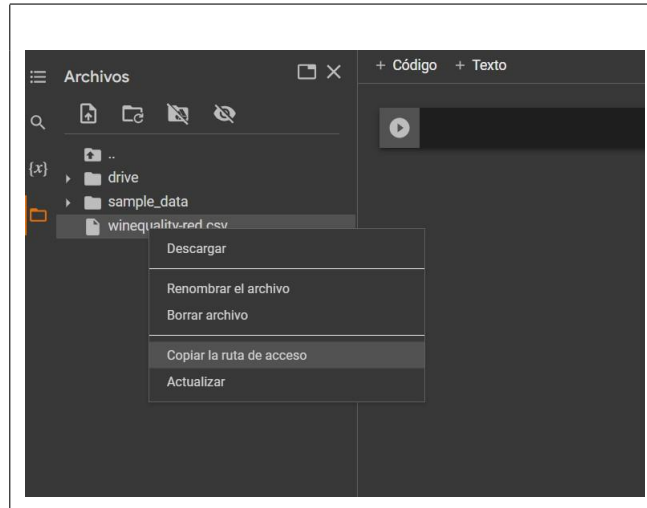 Archivos
+ Código + Texto
{x}
..
drive
sample_data
winequality-red.csv
Descargar
Renombrar el archivo
Borrar archivo
Copiar la ruta de acceso
Actualizar